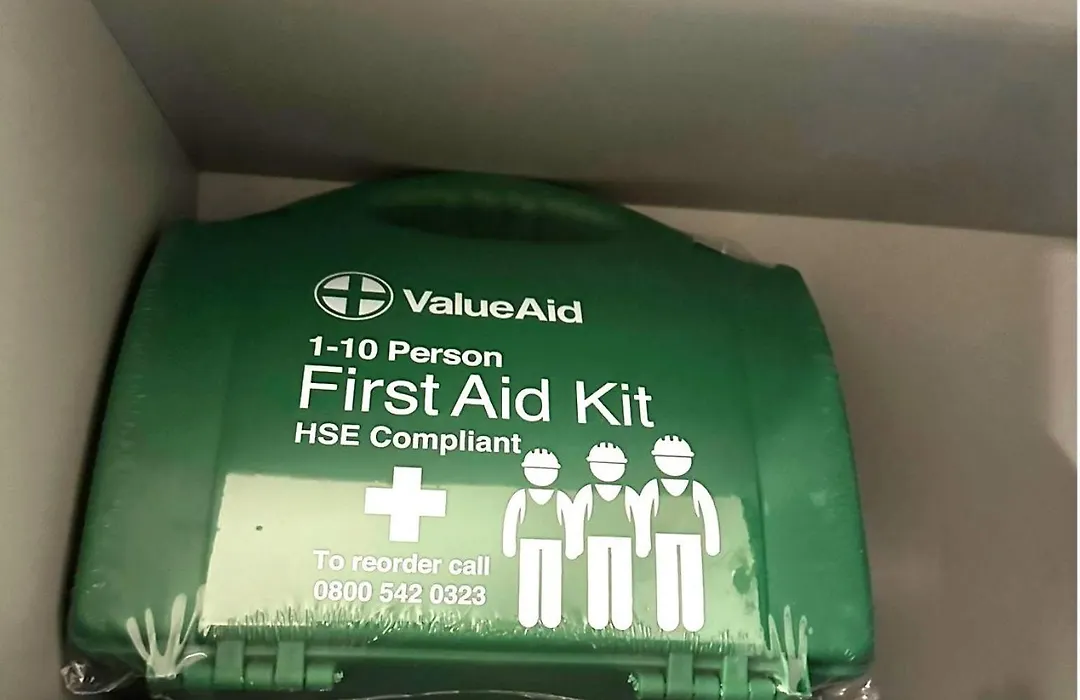 ValueAid
1-10 Person
First Aid Kit
HSE Compliant
To reorder call
0800 542 0323